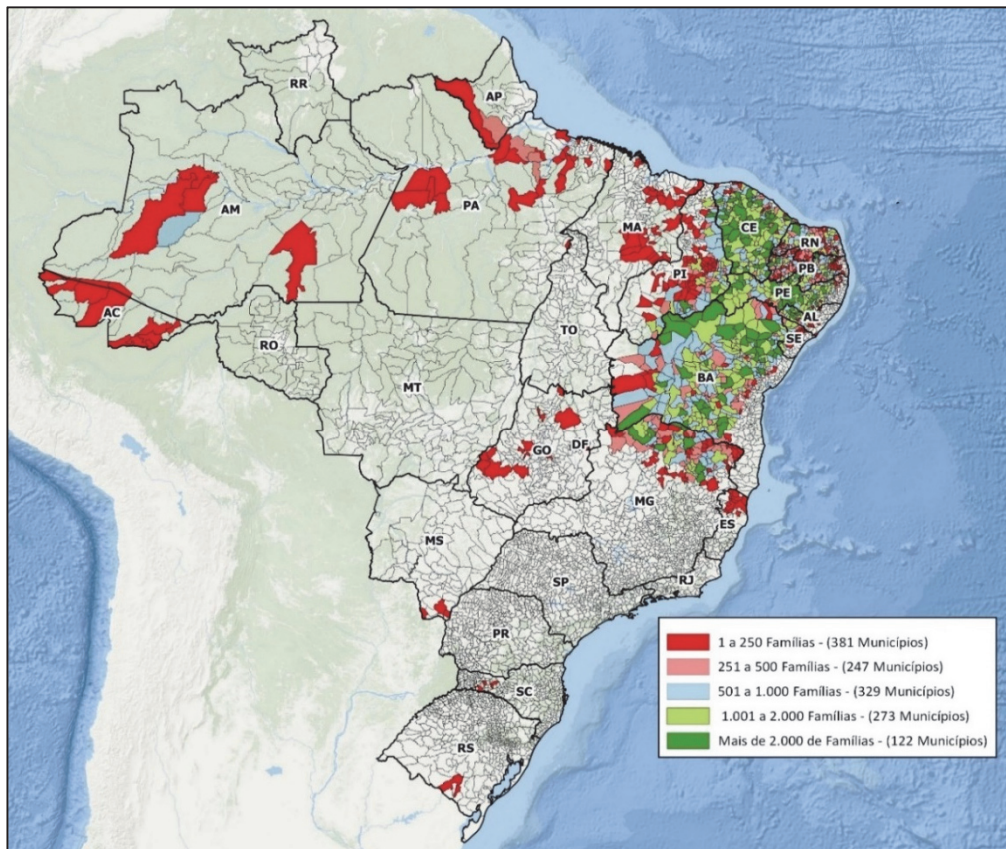 RR
AP
AM
PA
MA
CE
RN
PB
PI
PE
AL
SE
AC
TO
RO
BA
MT
DF
GO
MG
ES
MS
SP
RJ
PR
SC
RS
1 a 250 Famílias - (381 Municípios)
251 a 500 Famílias - (247 Municípios)
501 a 1.000 Famílias - (329 Municípios)
1.001 a 2.000 Famílias - (273 Municípios)
Mais de 2.000 de Famílias - (122 Municípios)